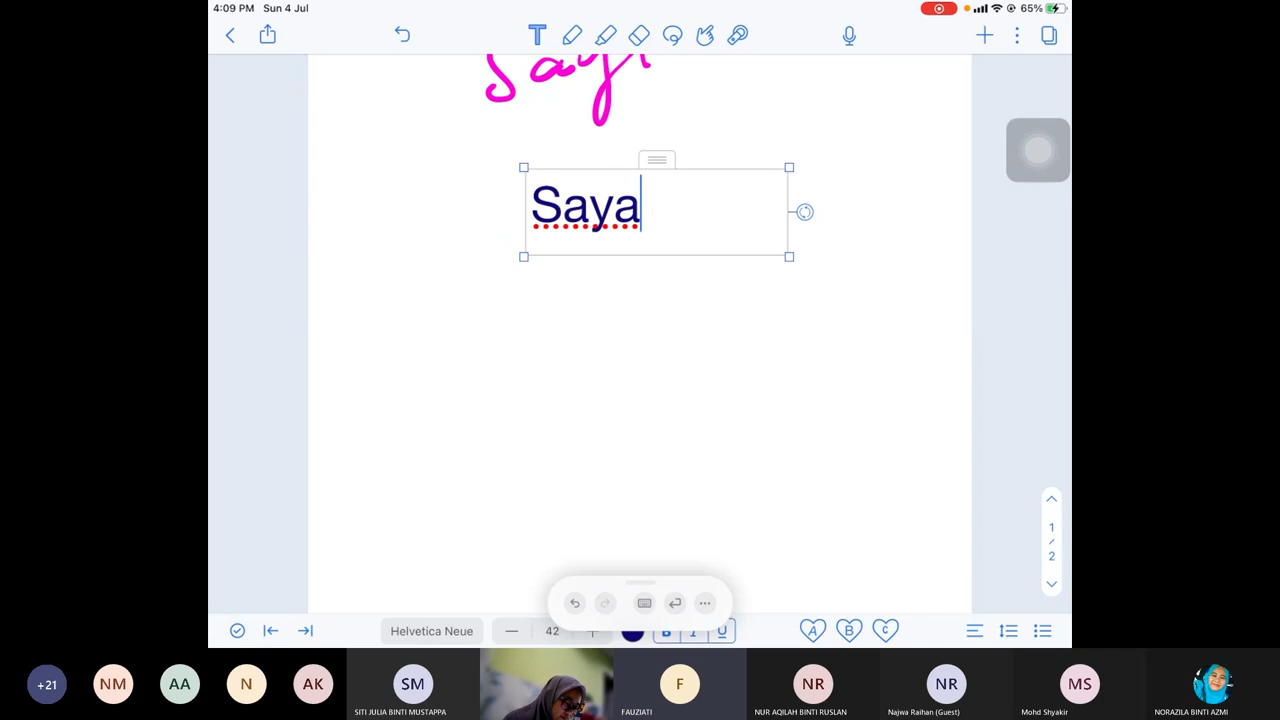 4:09 PM Sun 4 Jul
65%
T
Saya
1
/
2
Helvetica Neue
42
B I U
A B C
+21
NM
AA
N
AK
SM
F
NR
NR
MS
SITI JULIA BINTI MUSTAPPA
FAUZIATI
NUR AQILAH BINTI RUSLAN
Najwa Raihan (Guest)
Mohd Shyakir
NORAZILA BINTI AZMI